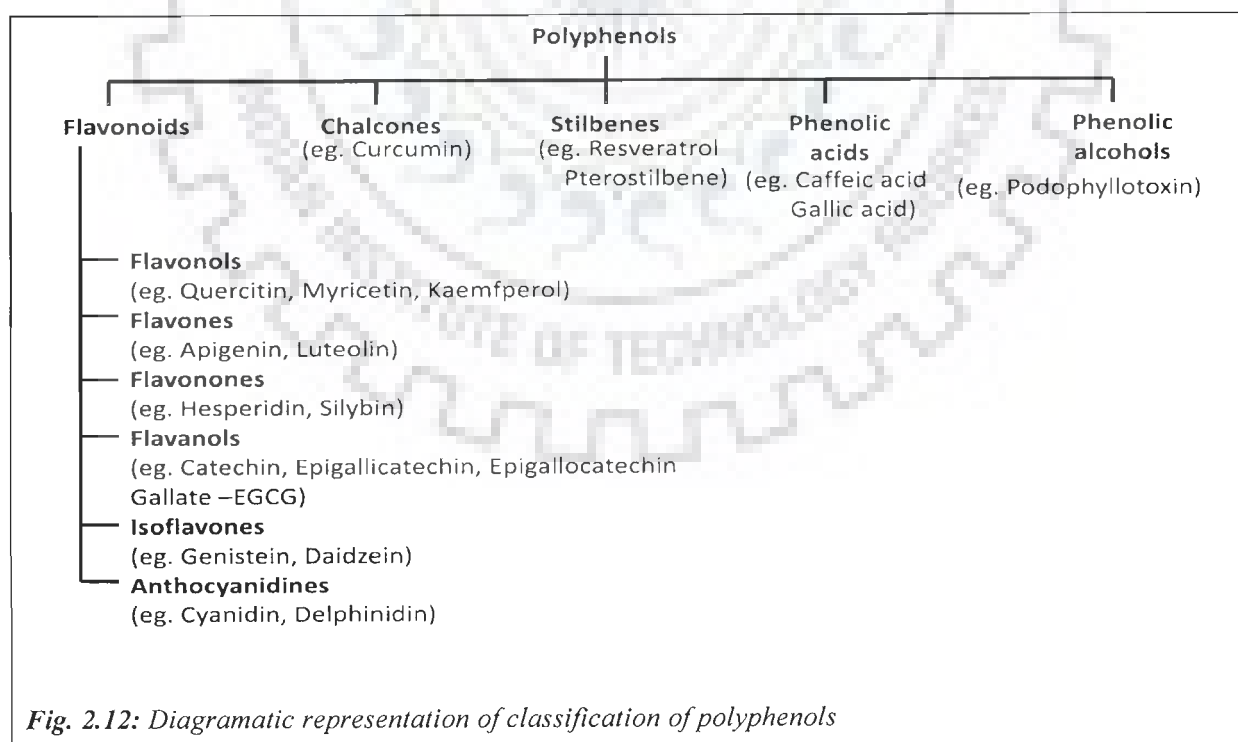 Polyphenols
Flavonoids
Chalcones
(eg. Curcumin)
Stilbenes
(eg. Resveratrol
Pterostilbene)
Phenolic
acids
(eg. Caffeic acid
Gallic acid)
Phenolic
alcohols
(eg. Podophyllotoxin)
Flavonols
(eg. Quercitin, Myricetin, Kaemfperol)
Flavones
(eg. Apigenin, Luteolin)
Flavonones
(eg. Hesperidin, Silybin)
Flavanols
(eg. Catechin, Epigallicatechin, Epigallocatechin
Gallate –EGCG)
Isoflavones
(eg. Genistein, Daidzein)
Anthocyanidines
(eg. Cyanidin, Delphinidin)
INSTITUTE OF TECHNOLOGY
Fig. 2.12: Diagramatic representation of classification of polyphenols